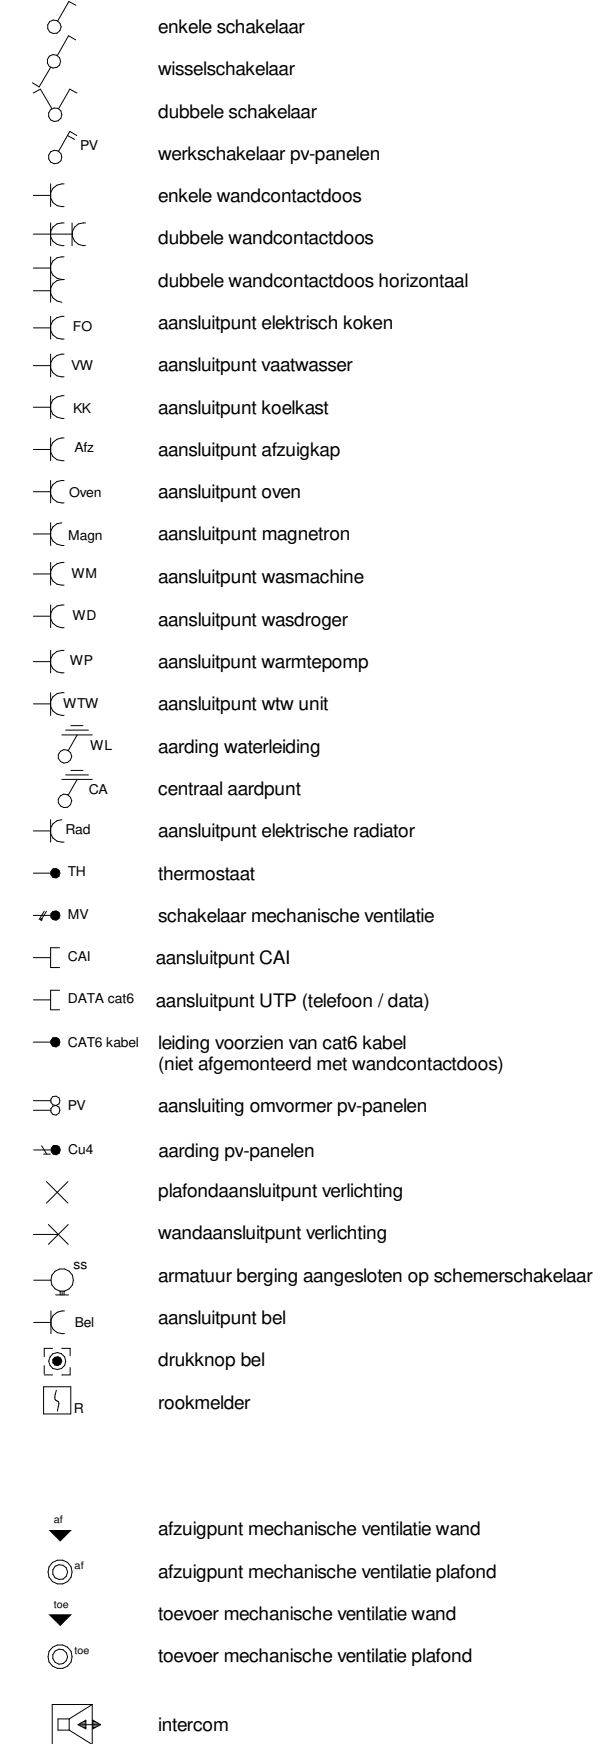 enkele schakelaar
wisselschakelaar
dubbele schakelaar
PV werkschakelaar pv-panelen
enkele wandcontactdoos
dubbele wandcontactdoos
dubbele wandcontactdoos horizontaal
FO aansluitpunt elektrisch koken
VW aansluitpunt vaatwasser
KK aansluitpunt koelkast
Afz aansluitpunt afzuigkap
Oven aansluitpunt oven
Magn aansluitpunt magnetron
WM aansluitpunt wasmachine
WD aansluitpunt wasdroger
WP aansluitpunt warmtepomp
WTW aansluitpunt wtw unit
WL aarding waterleiding
CA centraal aardpunt
Rad aansluitpunt elektrische radiator
TH thermostaat
MV schakelaar mechanische ventilatie
CAI aansluitpunt CAI
DATA cat6 aansluitpunt UTP (telefoon / data)
CAT6 kabel leiding voorzien van cat6 kabel
(niet afgemonteerd met wandcontactdoos)
PV aansluiting omvormer pv-panelen
Cu4 aarding pv-panelen
plafondaansluitpunt verlichting
wandaansluitpunt verlichting
ss armatuur berging aangesloten op schemerschakelaar
Bel aansluitpunt bel
drukknop bel
R rookmelder
af afzuigpunt mechanische ventilatie wand
af afzuigpunt mechanische ventilatie plafond
toe toevoer mechanische ventilatie wand
toe toevoer mechanische ventilatie plafond
intercom